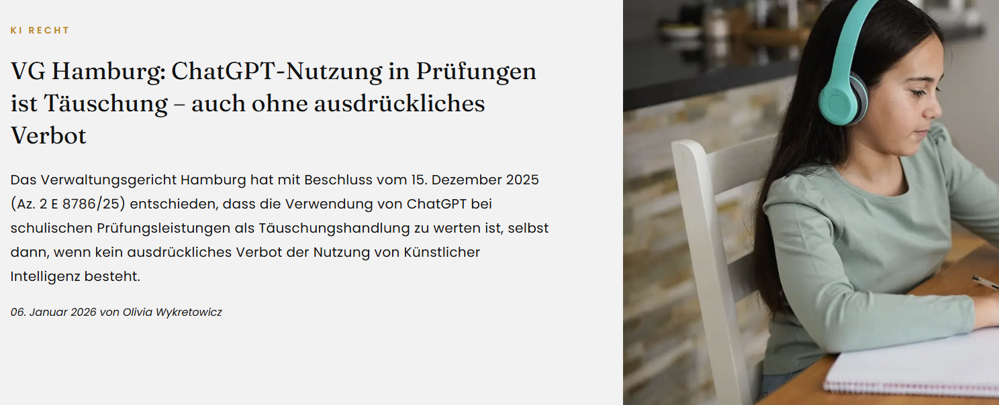 KI RECHT
VG Hamburg: ChatGPT-Nutzung in Prüfungen
ist Täuschung – auch ohne ausdrückliches
Verbot
Das Verwaltungsgericht Hamburg hat mit Beschluss vom 15. Dezember 2025
(Az. 2 E 8786/25) entschieden, dass die Verwendung von ChatGPT bei
schulischen Prüfungsleistungen als Täuschungshandlung zu werten ist, selbst
dann, wenn kein ausdrückliches Verbot der Nutzung von Künstlicher
Intelligenz besteht.
06. Januar 2026 von Olivia Wykretowicz